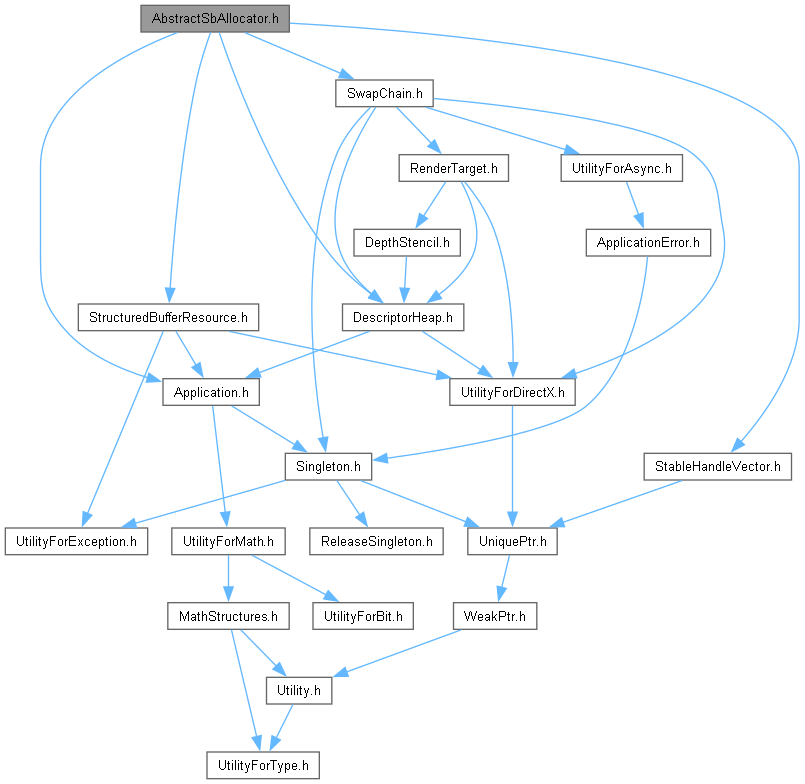 AbstractSbAllocator.h
SwapChain.h
RenderTarget.h
UtilityForAsync.h
DepthStencil.h
ApplicationError.h
StructuredBufferResource.h
DescriptorHeap.h
Application.h
UtilityForDirectX.h
Singleton.h
StableHandleVector.h
UtilityForException.h
UtilityForMath.h
ReleaseSingleton.h
UniquePtr.h
MathStructures.h
UtilityForBit.h
WeakPtr.h
Utility.h
UtilityForType.h